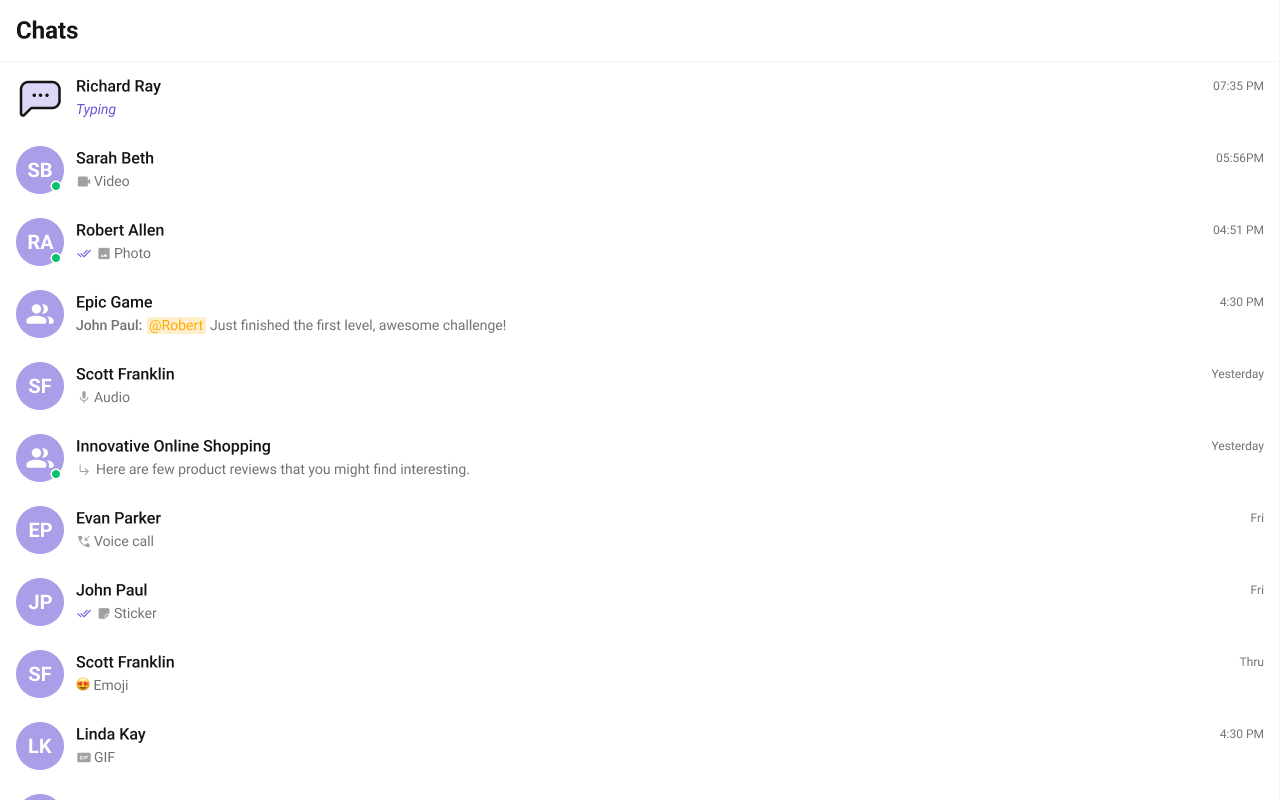 Chats
Richard Ray
07:35 PM
Typing
SB
Sarah Beth
05:56PM
Video
RA
Robert Allen
04:51 PM
Photo
Epic Game
4:30 PM
John Paul: @Robert Just finished the first level, awesome challenge!
SF
Scott Franklin
Yesterday
Audio
Innovative Online Shopping
Yesterday
Here are few product reviews that you might find interesting.
EP
Evan Parker
Fri
Voice call
JP
John Paul
Fri
Sticker
SF
Scott Franklin
Thru
😍 Emoji
LK
Linda Kay
4:30 PM
GIF GIF